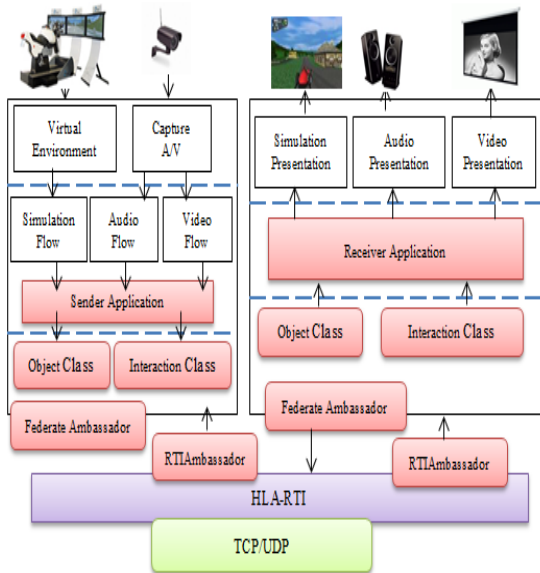 Virtual
Environment
Capture
A/V
Simulation
Flow
Audio
Flow
Video
Flow
Sender Application
Object Class
Interaction Class
Federate Ambassador
RTIAmbassador
Simulation
Presentation
Audio
Presentation
Video
Presentation
Receiver Application
Object Class
Interaction Class
Federate Ambassador
RTIAmbassador
HLA-RTI
TCP/UDP